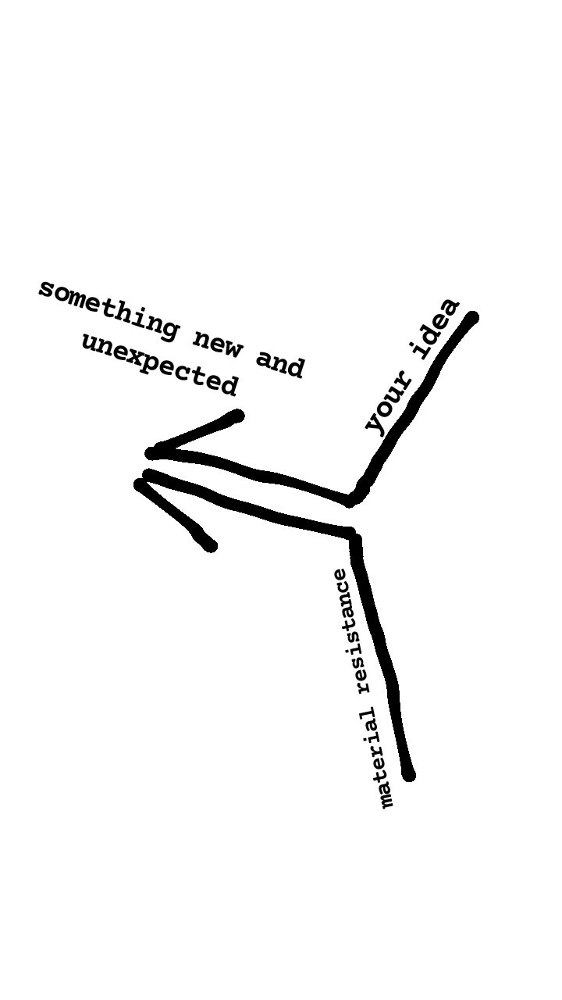 something new and
unexpected
your idea
material resistance